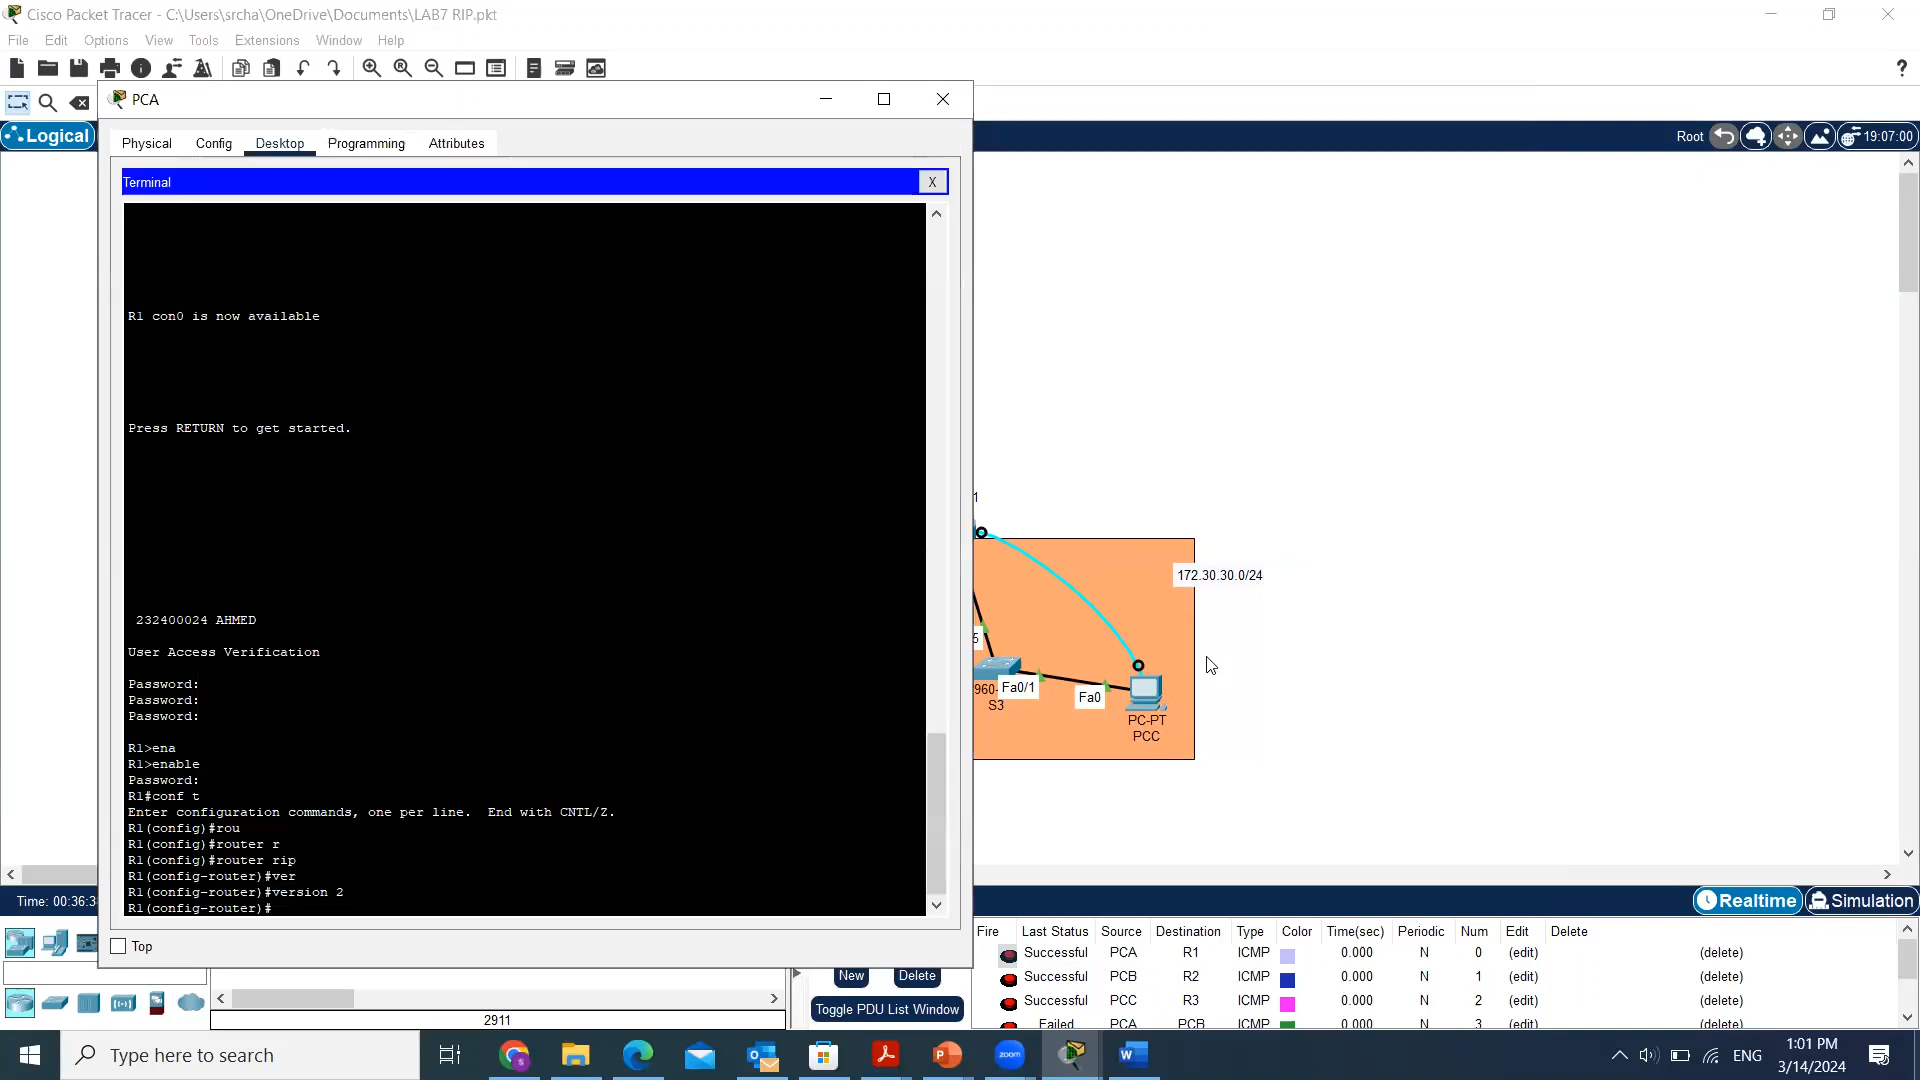 Cisco Packet Tracer - C:\Users\srcha\OneDrive\Documents\LAB7 RIP.pkt
File Edit Options View Tools Extensions Window Help
?
PCA
Logical
Root
19:07:00
Physical Config Desktop Programming Attributes
Terminal
X
R1 con0 is now available
Press RETURN to get started.
232400024 AHMED
User Access Verification
Password:
Password:
Password:
R1>ena
R1>enable
Password:
R1#conf t
Enter configuration commands, one per line.  End with CNTL/Z.
R1(config)#rou
R1(config)#router r
R1(config)#router rip
R1(config-router)#ver
R1(config-router)#version 2
R1(config-router)#
Top
1
172.30.30.0/24
5
960-
Fa0/1
S3
Fa0
PC-PT
PCC
Time: 00:36:3
Realtime
Simulation
Fire Last Status Source Destination Type Color Time(sec) Periodic Num Edit Delete
Successful PCA R1 ICMP 0.000 N 0 (edit) (delete)
Successful PCB R2 ICMP 0.000 N 1 (edit) (delete)
Successful PCC R3 ICMP 0.000 N 2 (edit) (delete)
Failed PCA PCB ICMP 0.000 N 3 (edit) (delete)
New
Delete
Toggle PDU List Window
2911
Type here to search
zoom
ENG
1:01 PM
3/14/2024